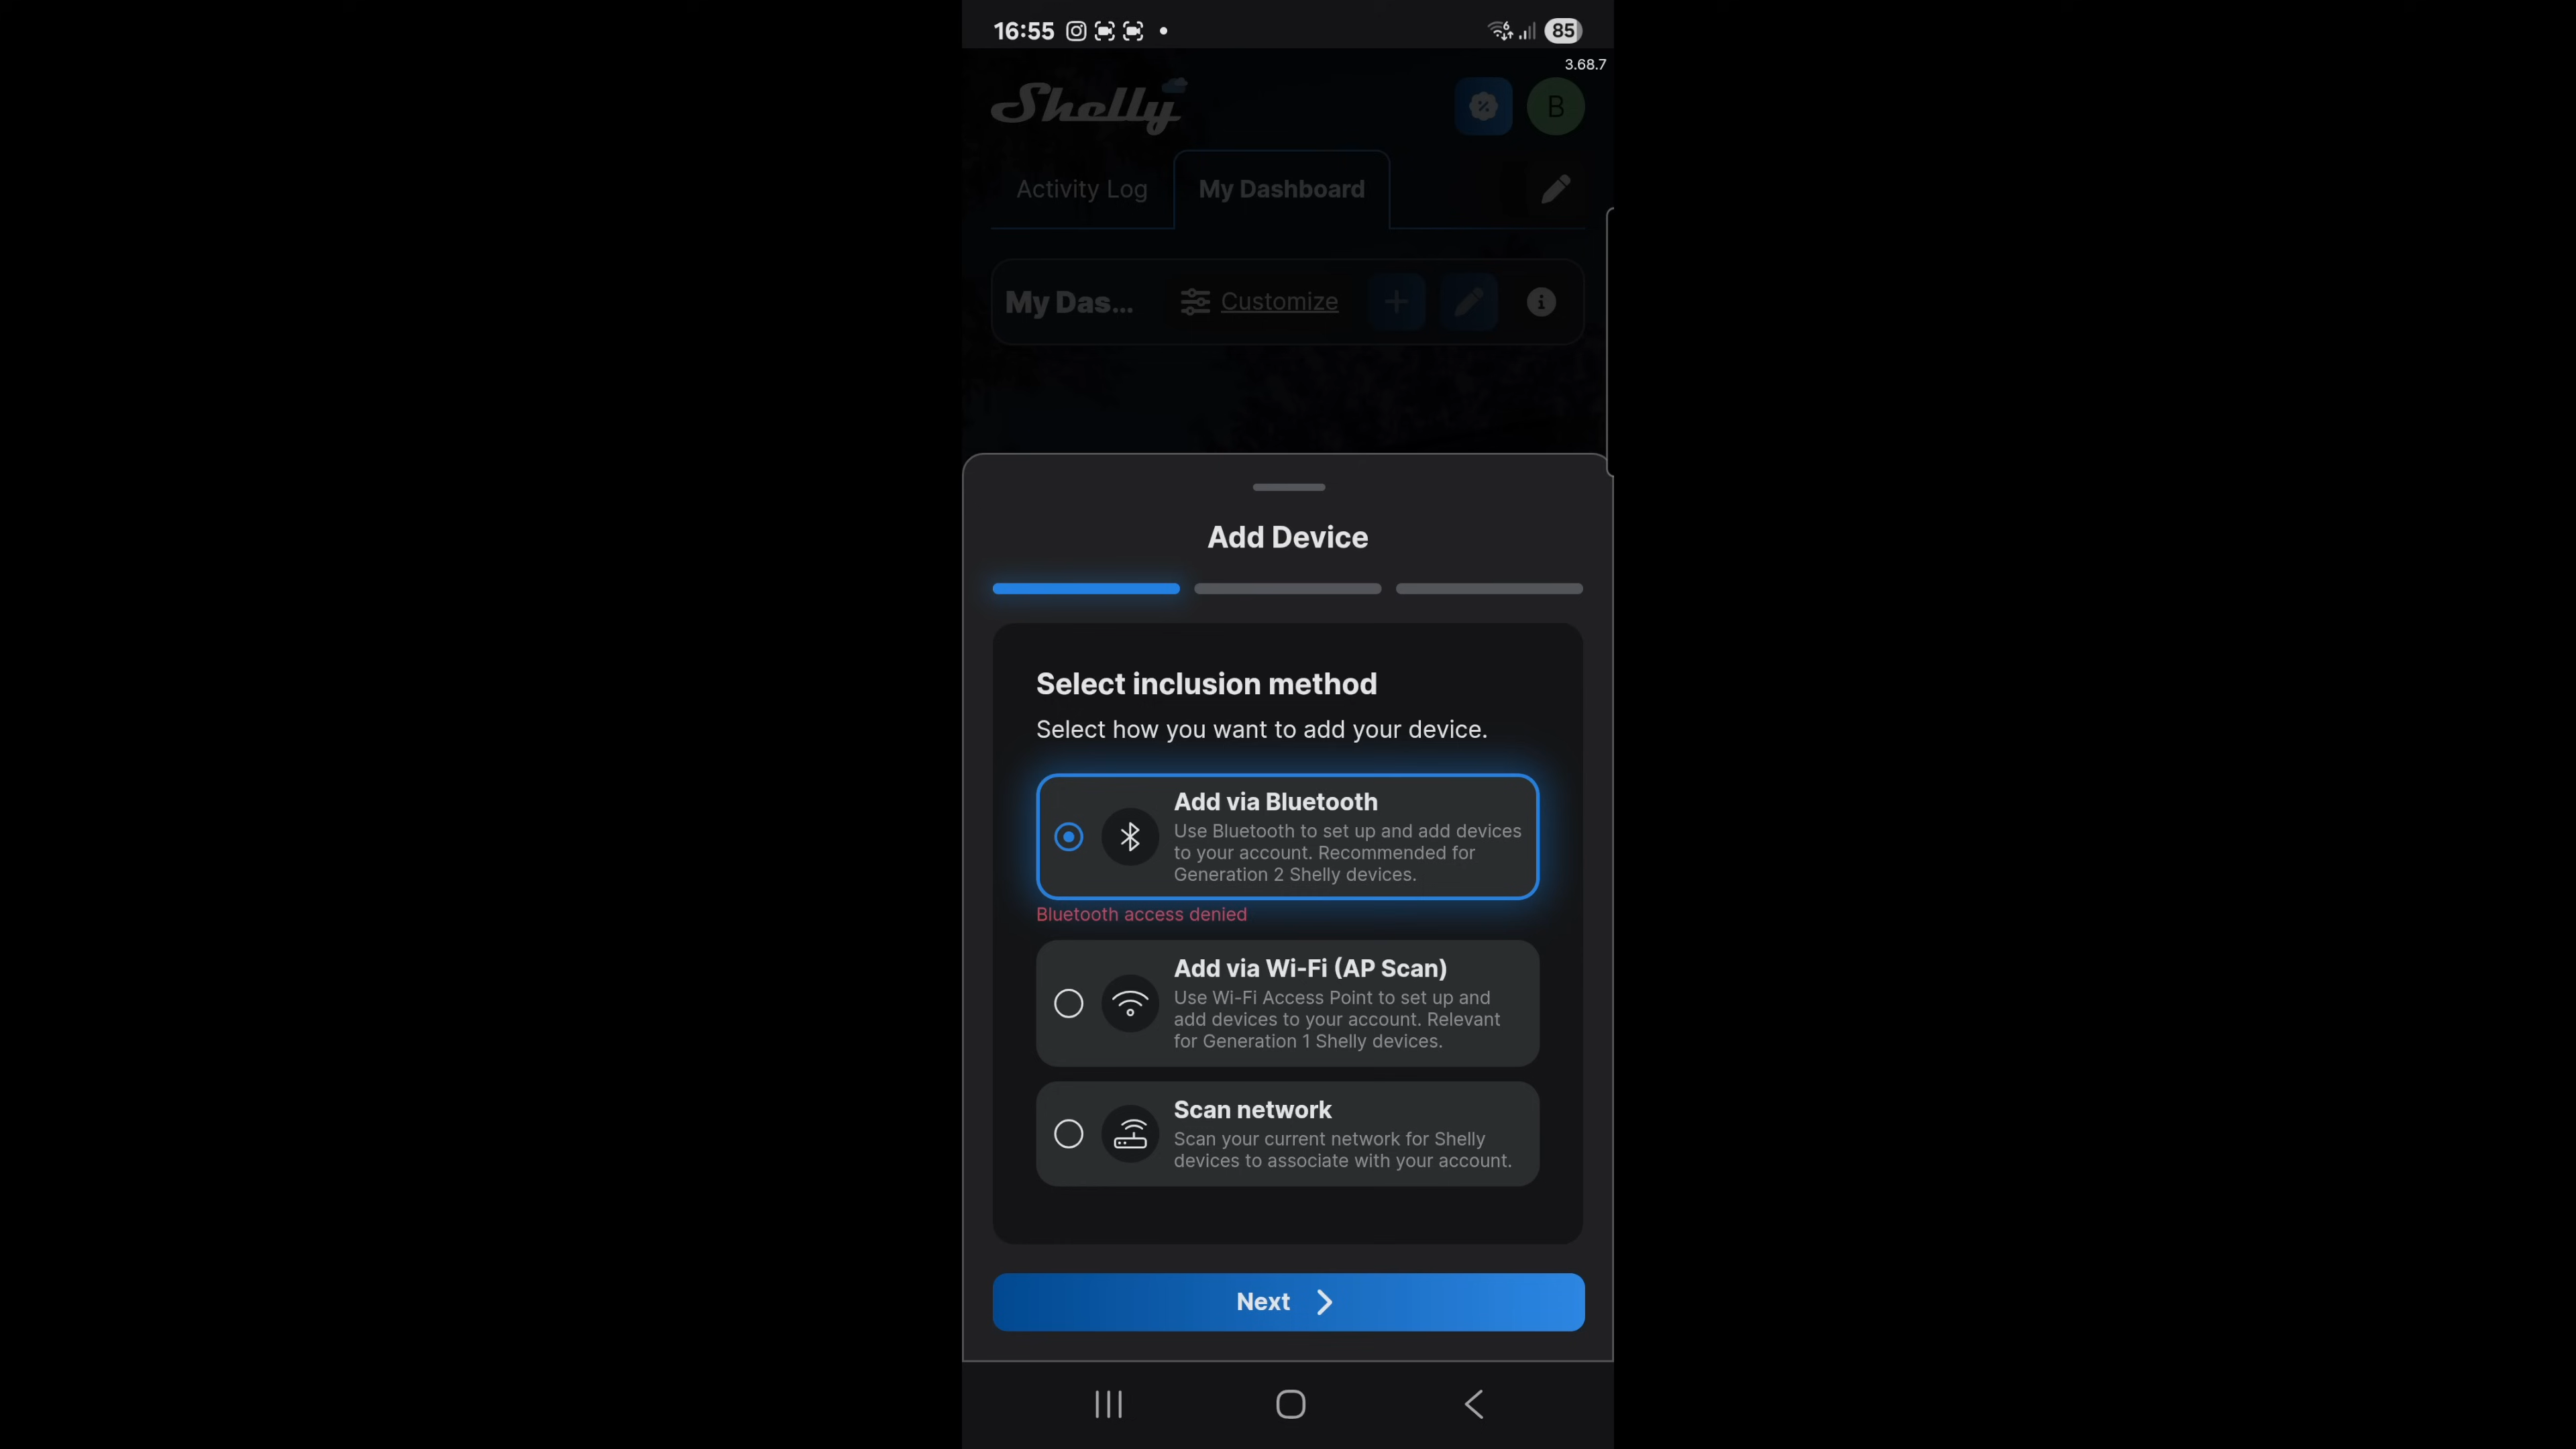 16:55
85
3.68.7
Shelly
B
Activity Log
My Dashboard
My Das...
Customize
Add Device
Select inclusion method
Select how you want to add your device.
Add via Bluetooth
Use Bluetooth to set up and add devices
to your account. Recommended for
Generation 2 Shelly devices.
Bluetooth access denied
Add via Wi-Fi (AP Scan)
Use Wi-Fi Access Point to set up and
add devices to your account. Relevant
for Generation 1 Shelly devices.
Scan network
Scan your current network for Shelly
devices to associate with your account.
Next